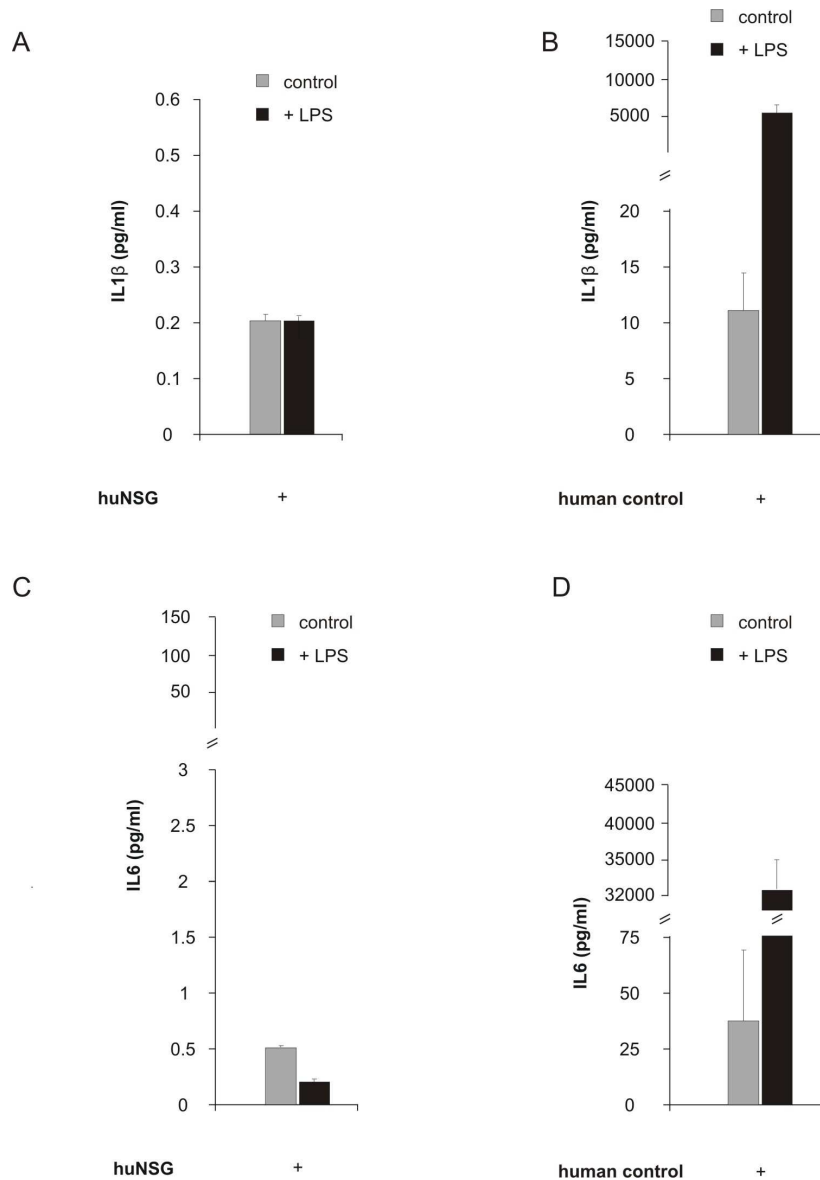 A
control
+ LPS
0.6
0.5
0.4
0.3
0.2
0.1
0
IL1β (pg/ml)
huNSG +
B
control
+ LPS
15000
10000
5000
20
15
10
5
0
IL1β (pg/ml)
human control +
C
control
+ LPS
150
100
50
3
2.5
2
1.5
1
0.5
0
IL6 (pg/ml)
huNSG +
D
control
+ LPS
45000
40000
35000
32000
75
50
25
0
IL6 (pg/ml)
human control +